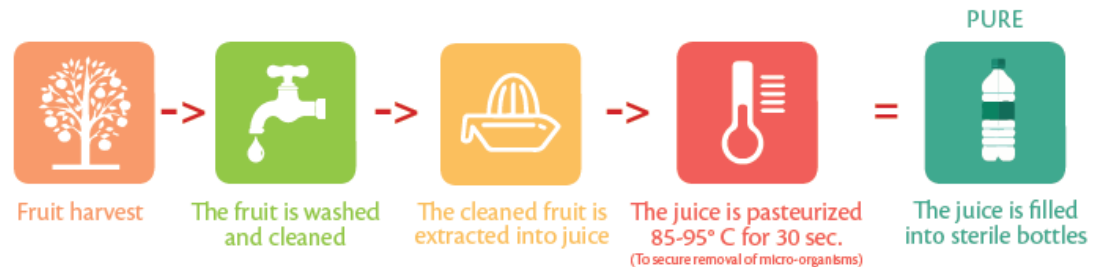 PURE
-> -> -> =
Fruit harvest
The fruit is washed
and cleaned
The cleaned fruit is
extracted into juice
The juice is pasteurized
85-95° C for 30 sec.
(To secure removal of micro-organisms)
The juice is filled
into sterile bottles